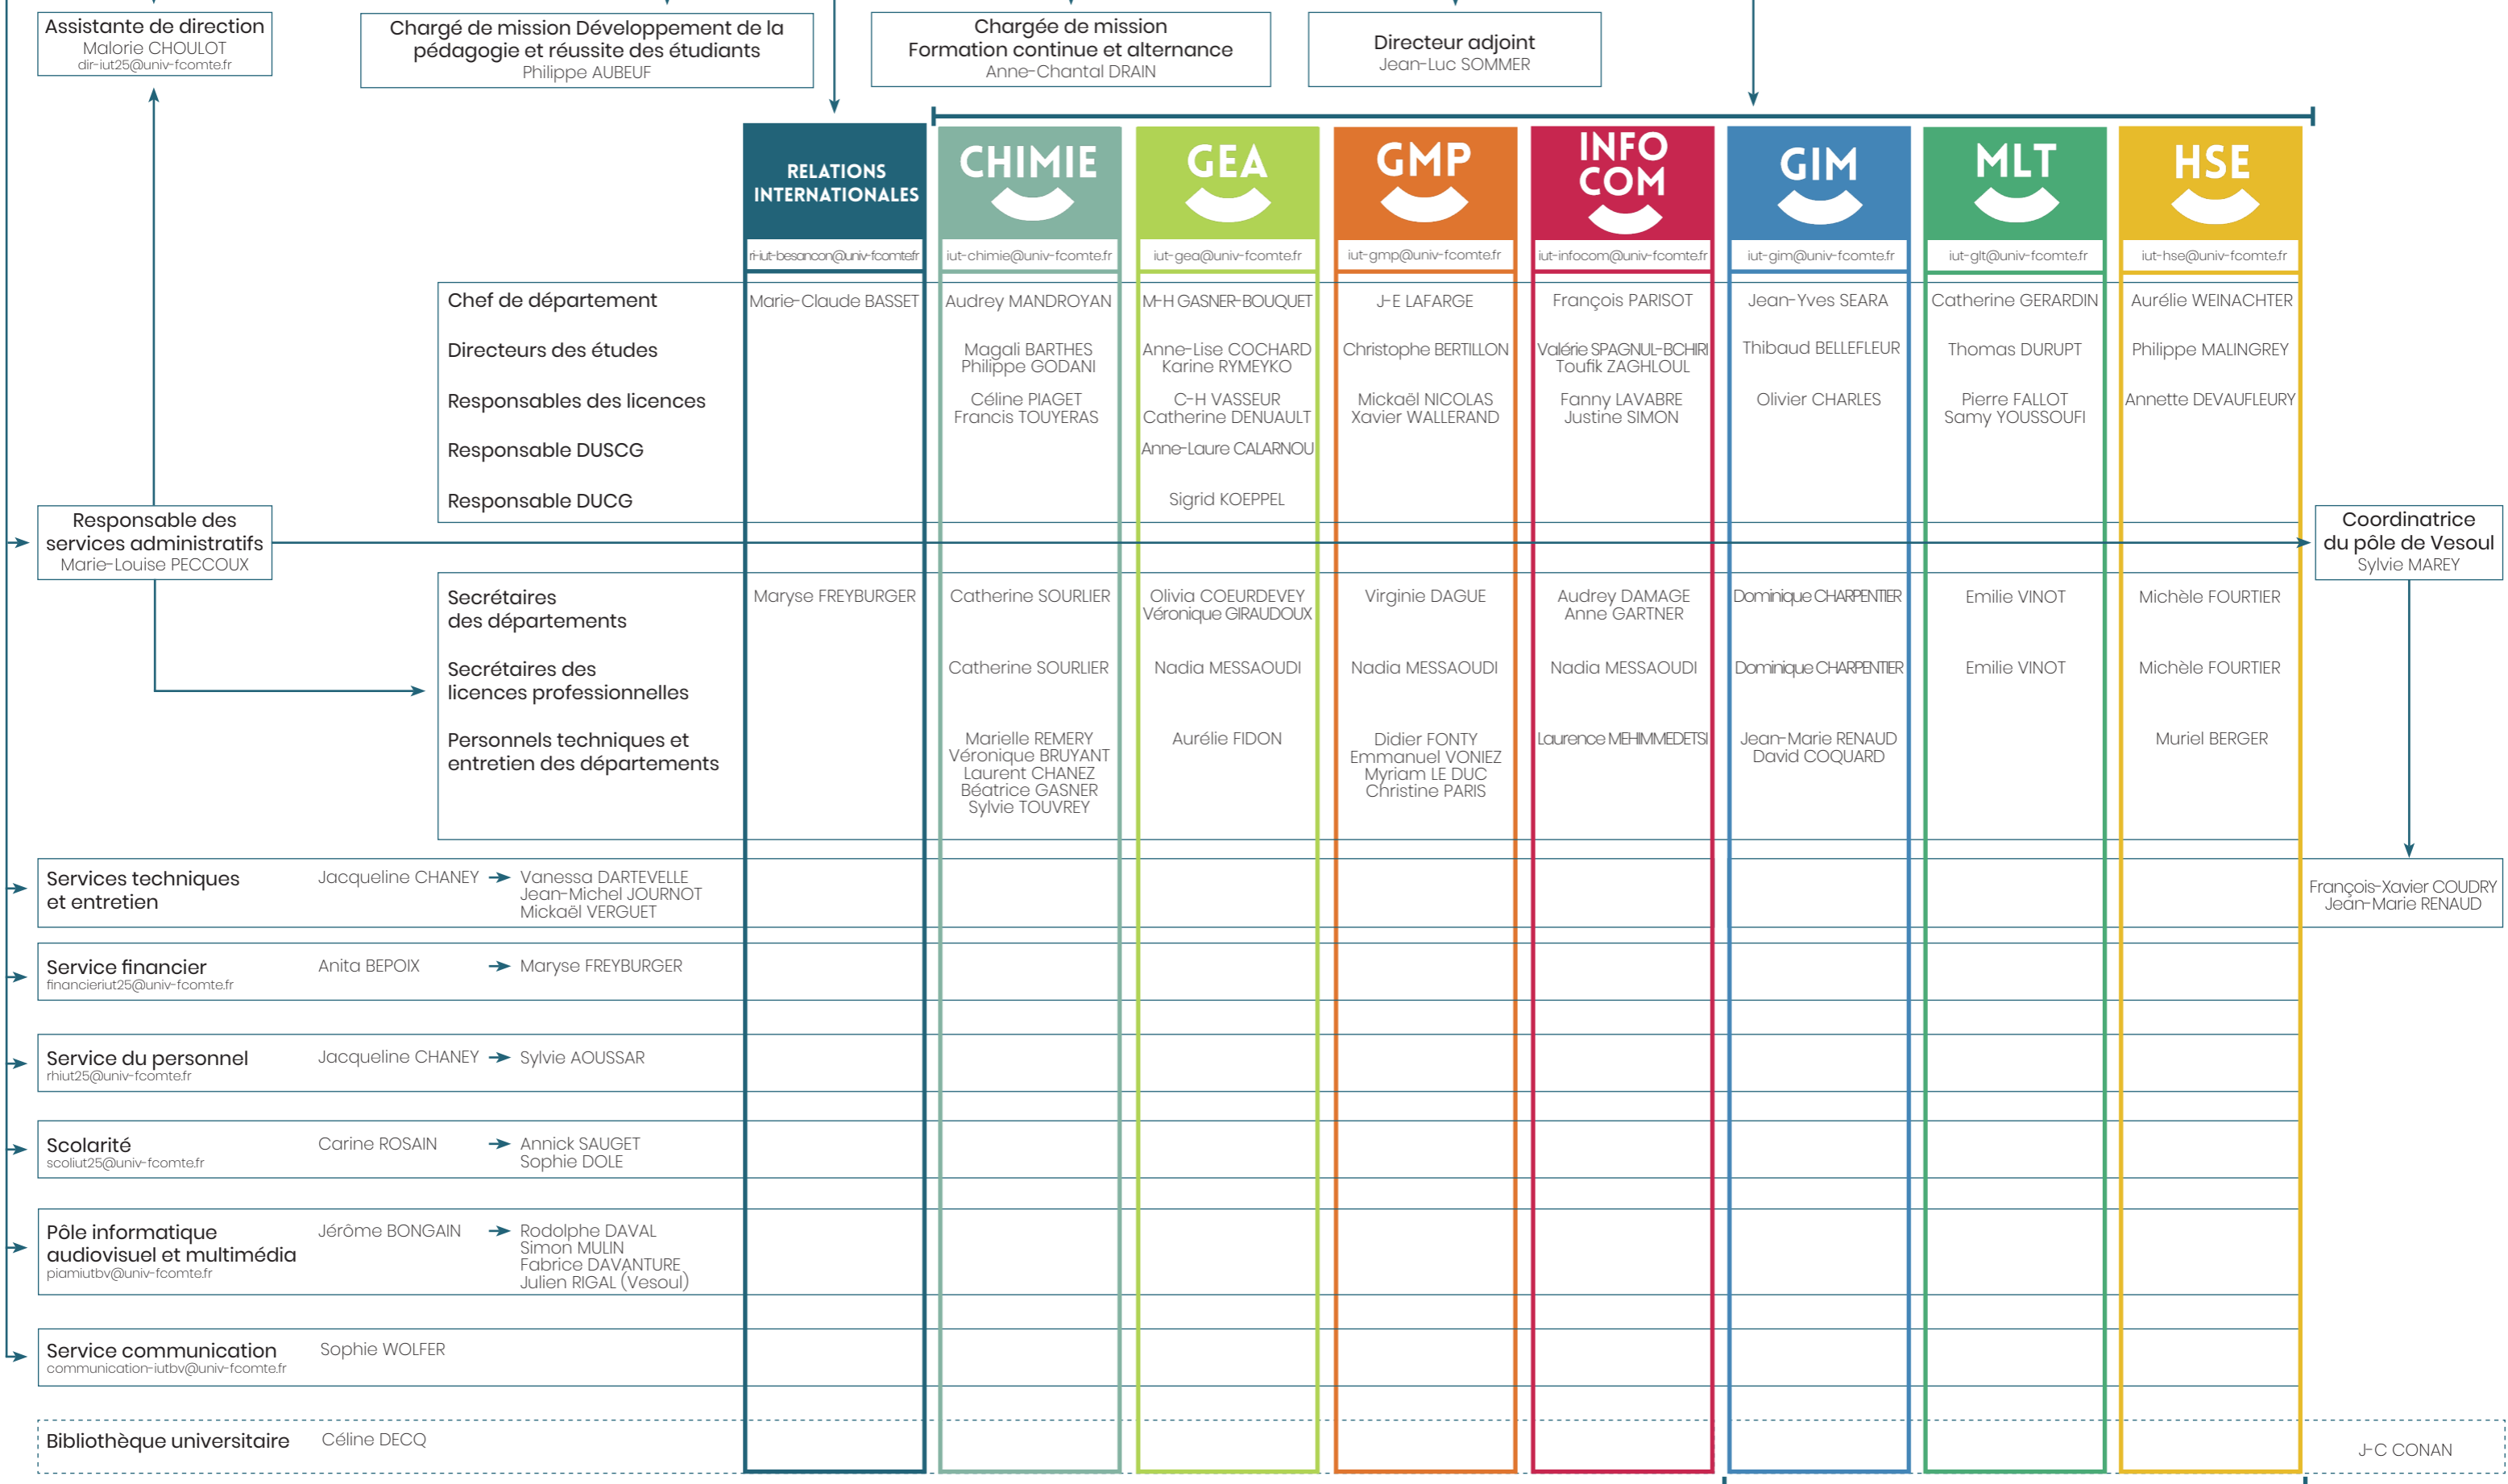 Assistante de direction
Malorie CHOULOT
dir-iut25@univ-fcomte.fr
Chargé de mission Développement de la
pédagogie et réussite des étudiants
Philippe AUBEUF
Chargée de mission
Formation continue et alternance
Anne-Chantal DRAIN
Directeur adjoint
Jean-Luc SOMMER
RELATIONS
INTERNATIONALES
CHIMIE
GEA
GMP
INFO
COM
GIM
MLT
HSE
ri-iut-besancon@univ-fcomte.fr
iut-chimie@univ-fcomte.fr
iut-gea@univ-fcomte.fr
iut-gmp@univ-fcomte.fr
iut-infocom@univ-fcomte.fr
iut-gim@univ-fcomte.fr
iut-glt@univ-fcomte.fr
iut-hse@univ-fcomte.fr
Chef de département
Marie-Claude BASSET
Audrey MANDROYAN
M-H GASNER-BOUQUET
J-E LAFARGE
François PARISOT
Jean-Yves SEARA
Catherine GERARDIN
Aurélie WEINACHTER
Directeurs des études
Magali BARTHES
Philippe GODANI
Anne-Lise COCHARD
Karine RYMEYKO
Christophe BERTILLON
Valérie SPAGNUL-BCHIRI
Toufik ZAGHLOUL
Thibaud BELLEFLEUR
Thomas DURUPT
Philippe MALINGREY
Responsables des licences
Céline PIAGET
Francis TOUYERAS
C-H VASSEUR
Catherine DENUAULT
Mickaël NICOLAS
Xavier WALLERAND
Fanny LAVABRE
Justine SIMON
Olivier CHARLES
Pierre FALLOT
Samy YOUSSOUFI
Annette DEVAUFLEURY
Responsable DUSCG
Anne-Laure CALARNOU
Responsable DUCG
Sigrid KOEPPEL
Responsable des
services administratifs
Marie-Louise PECCOUX
Coordinatrice
du pôle de Vesoul
Sylvie MAREY
Secrétaires
des départements
Maryse FREYBURGER
Catherine SOURLIER
Olivia COEURDEVEY
Véronique GIRAUDOUX
Virginie DAGUE
Audrey DAMAGE
Anne GARTNER
Dominique CHARPENTIER
Emilie VINOT
Michèle FOURTIER
Secrétaires des
licences professionnelles
Catherine SOURLIER
Nadia MESSAOUDI
Nadia MESSAOUDI
Nadia MESSAOUDI
Dominique CHARPENTIER
Emilie VINOT
Michèle FOURTIER
Personnels techniques et
entretien des départements
Marielle REMERY
Véronique BRUYANT
Laurent CHANEZ
Béatrice GASNER
Sylvie TOUVREY
Aurélie FIDON
Didier FONTY
Emmanuel VONIEZ
Myriam LE DUC
Christine PARIS
Laurence MEHIMMEDETSI
Jean-Marie RENAUD
David COQUARD
Muriel BERGER
Services techniques
et entretien
Jacqueline CHANEY
Vanessa DARTEVELLE
Jean-Michel JOURNOT
Mickaël VERGUET
François-Xavier COUDRY
Jean-Marie RENAUD
Service financier
financieriut25@univ-fcomte.fr
Anita BEPOIX
Maryse FREYBURGER
Service du personnel
rhiut25@univ-fcomte.fr
Jacqueline CHANEY
Sylvie AOUSSAR
Scolarité
scoliut25@univ-fcomte.fr
Carine ROSAIN
Annick SAUGET
Sophie DOLE
Pôle informatique
audiovisuel et multimédia
piamiutbv@univ-fcomte.fr
Jérôme BONGAIN
Rodolphe DAVAL
Simon MULIN
Fabrice DAVANTURE
Julien RIGAL (Vesoul)
Service communication
communication-iutbv@univ-fcomte.fr
Sophie WOLFER
Bibliothèque universitaire
Céline DECQ
J-C CONAN